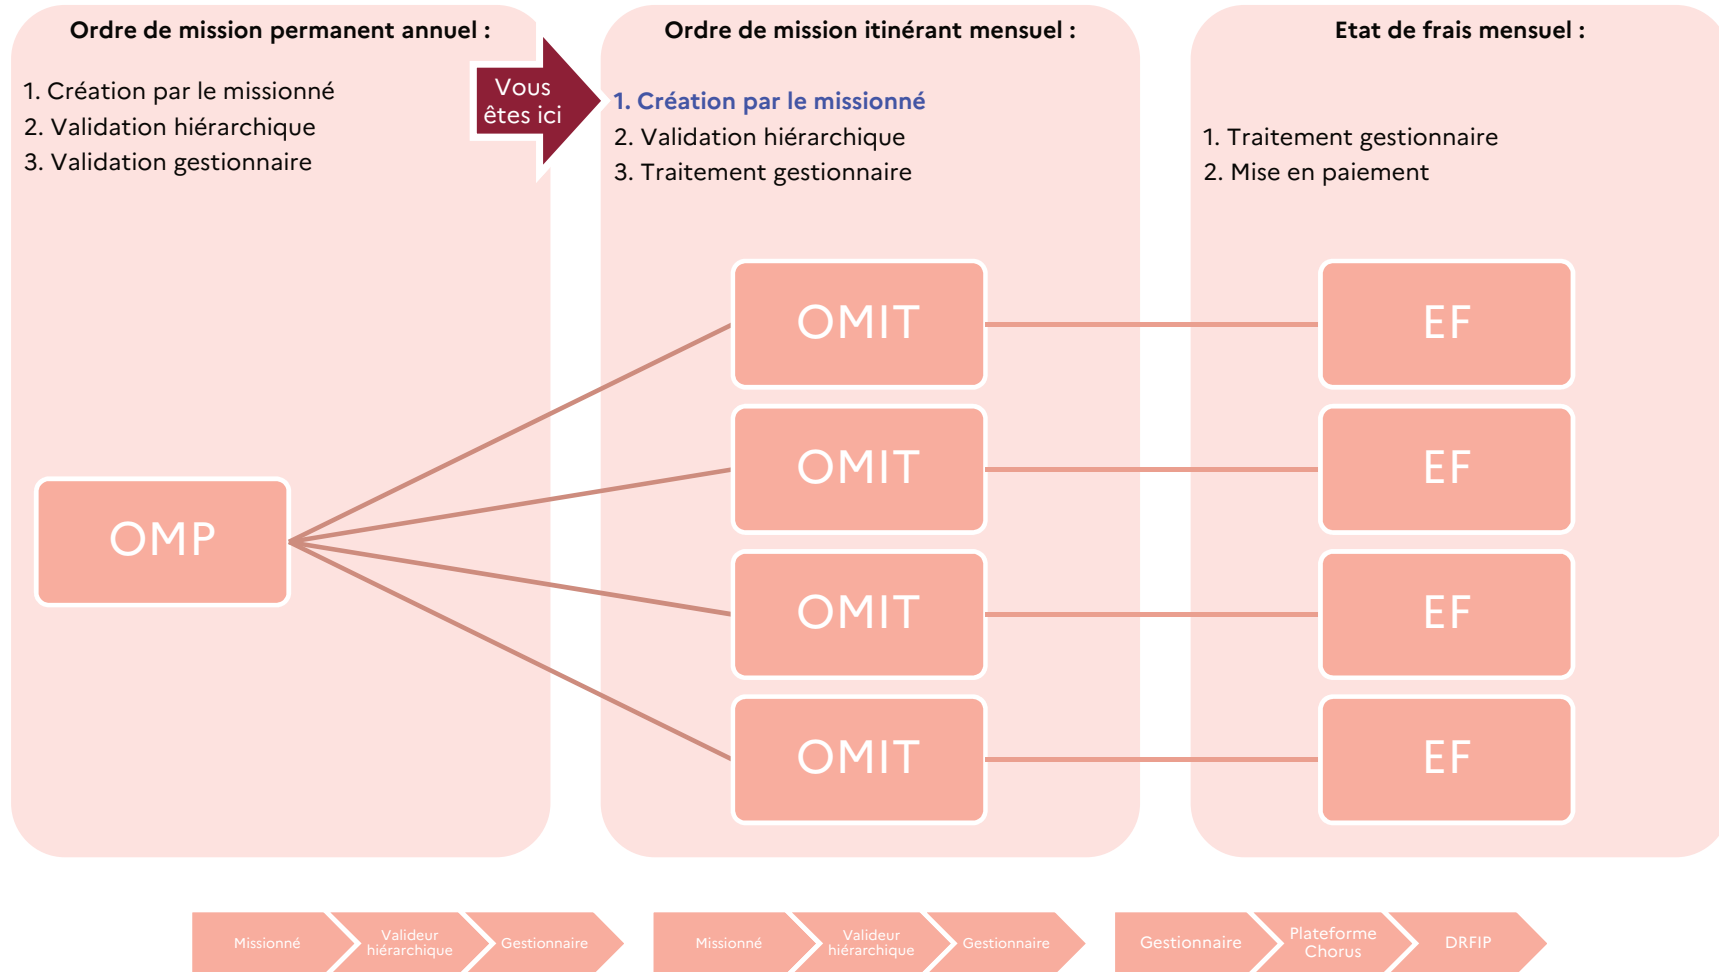 Ordre de mission permanent annuel :
1. Création par le missionné
2. Validation hiérarchique
3. Validation gestionnaire
Vous
êtes ici
Ordre de mission itinérant mensuel :
1. Création par le missionné
2. Validation hiérarchique
3. Traitement gestionnaire
Etat de frais mensuel :
1. Traitement gestionnaire
2. Mise en paiement
OMP
OMIT
EF
OMIT
EF
OMIT
EF
OMIT
EF
Missionné
Valideur
hiérarchique
Gestionnaire
Missionné
Valideur
hiérarchique
Gestionnaire
Gestionnaire
Plateforme
Chorus
DRFIP